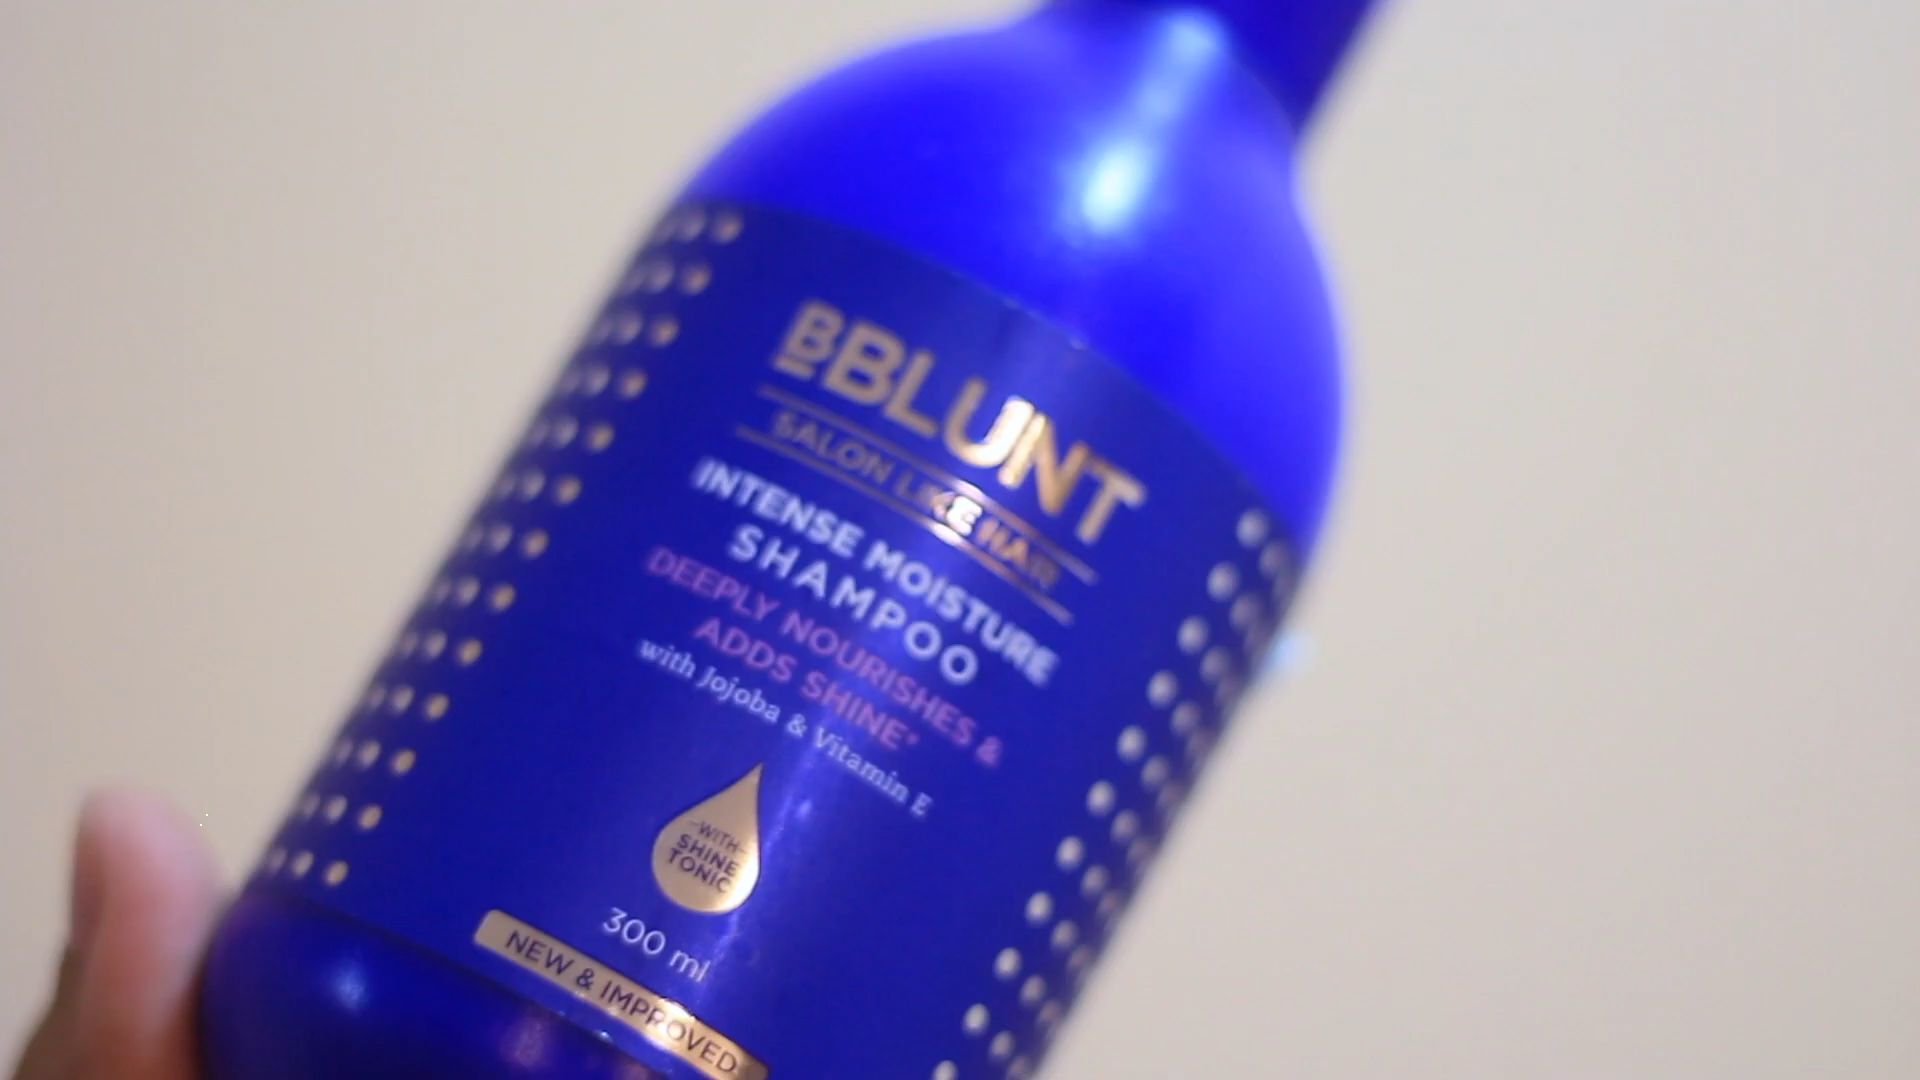 BBLUNT
SALON LIKE HAIR
INTENSE MOISTURE
SHAMPOO
DEEPLY NOURISHES &
ADDS SHINE*
with Jojoba & Vitamin E
–WITH–
SHINE
TONIC
300 ml
NEW & IMPROVED